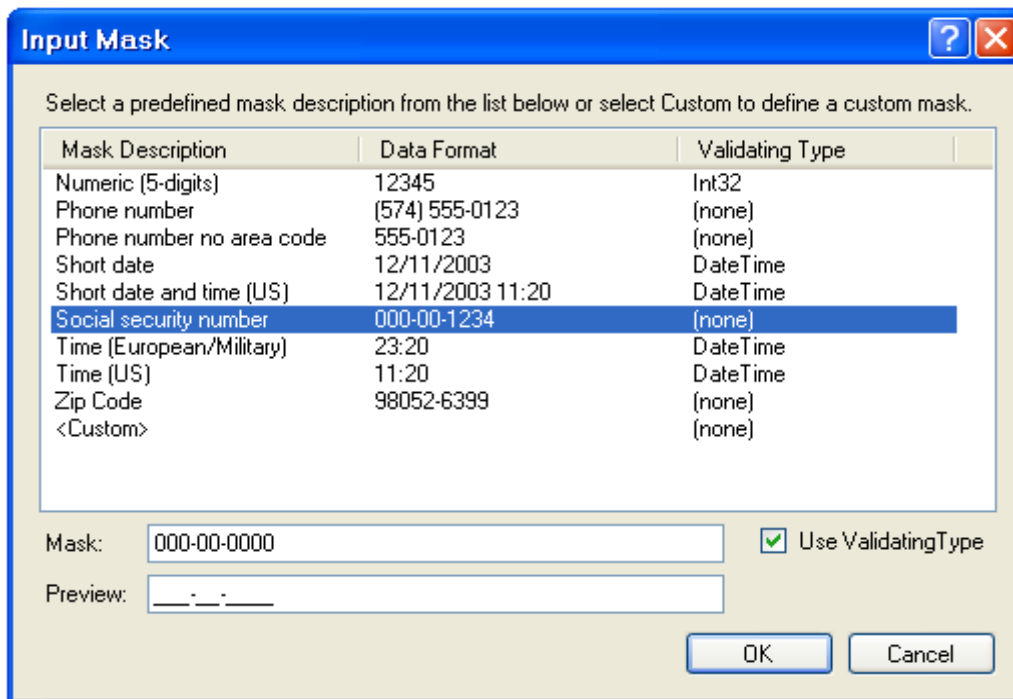 Input Mask
Select a predefined mask description from the list below or select Custom to define a custom mask.
Mask Description Data Format Validating Type
Numeric (5-digits) 12345 Int32
Phone number (574) 555-0123 (none)
Phone number no area code 555-0123 (none)
Short date 12/11/2003 DateTime
Short date and time (US) 12/11/2003 11:20 DateTime
Social security number 000-00-1234 (none)
Time (European/Military) 23:20 DateTime
Time (US) 11:20 DateTime
Zip Code 98052-6399 (none)
<Custom> (none)
Mask: 000-00-0000 Use ValidatingType
Preview: ___-__-____
OK Cancel